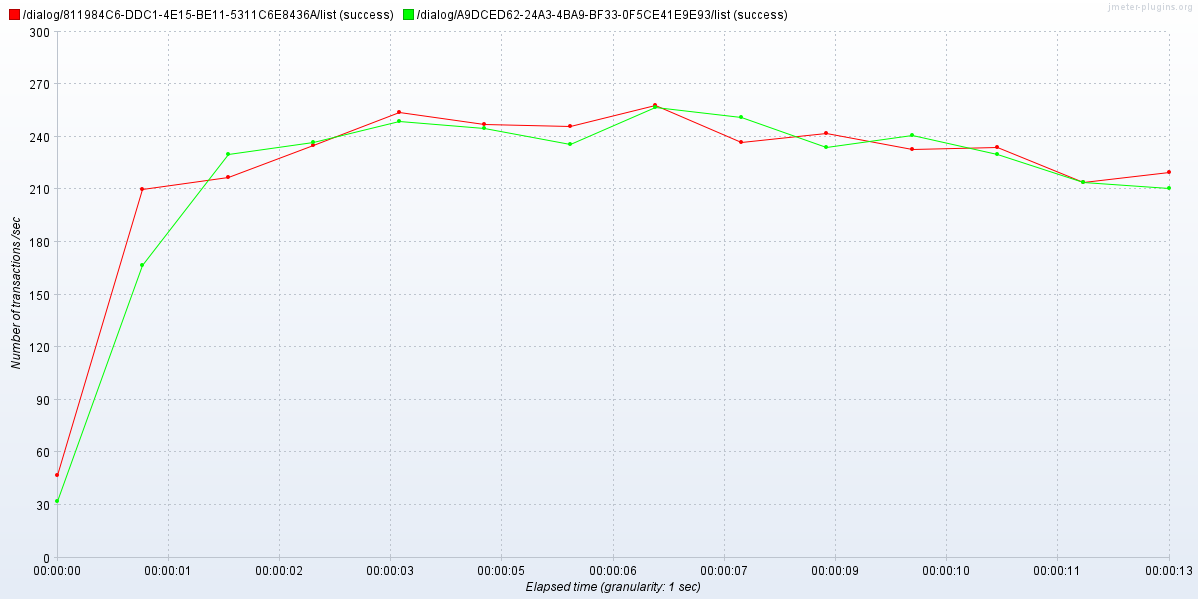 /dialog/811984C6-DDC1-4E15-BE11-5311C6E8436A/list (success) /dialog/A9DCED62-24A3-4BA9-BF33-0F5CE41E9E93/list (success)
jmeter-plugins.org
300
270
240
210
180
150
120
90
60
30
0
Number of transactions /sec
00:00:00 00:00:01 00:00:02 00:00:03 00:00:05 00:00:06 00:00:07 00:00:09 00:00:10 00:00:11 00:00:13
Elapsed time (granularity: 1 sec)